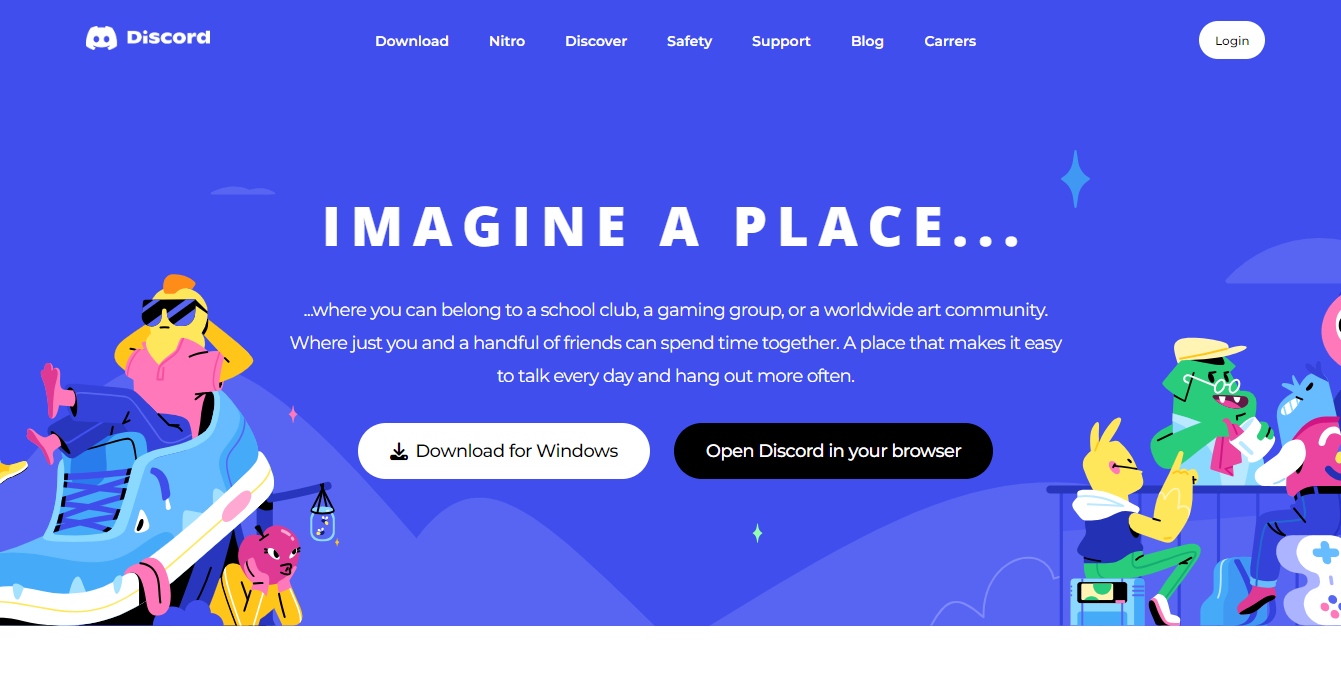 Discord
Download Nitro Discover Safety Support Blog Carrers
Login
IMAGINE A PLACE...
...where you can belong to a school club, a gaming group, or a worldwide art community.
Where just you and a handful of friends can spend time together. A place that makes it easy
to talk every day and hang out more often.
Download for Windows
Open Discord in your browser